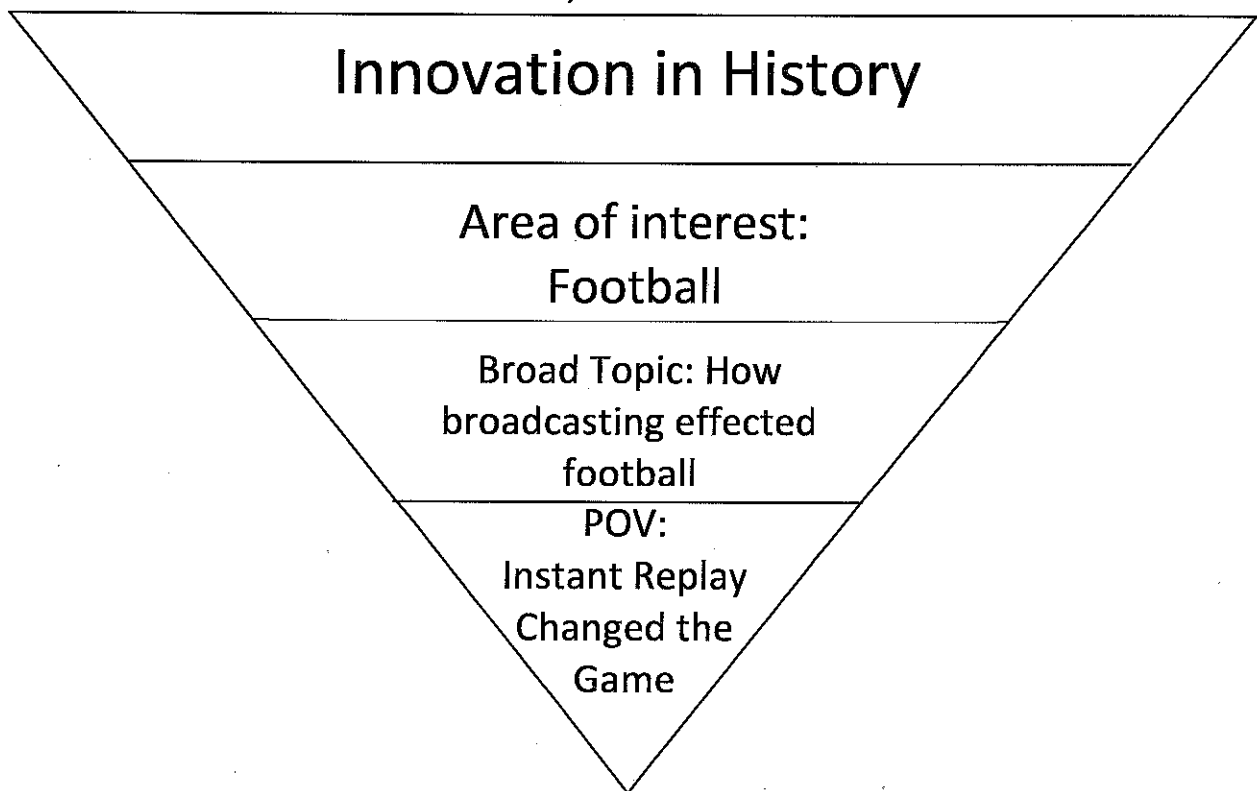 Innovation in History
Area of interest:
Football
Broad Topic: How
broadcasting effected
football
POV:
Instant Replay
Changed the
Game